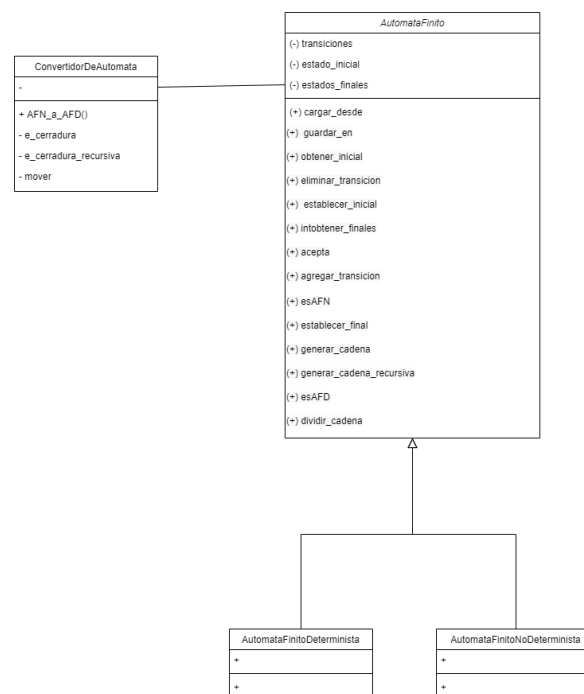 AutomataFinito
(-) transiciones
(-) estado_inicial
(-) estados_finales
(+) cargar_desde
(+) guardar_en
(+) obtener_inicial
(+) eliminar_transicion
(+) establecer_inicial
(+) intobtener_finales
(+) acepta
(+) agregar_transicion
(+) esAFN
(+) establecer_final
(+) generar_cadena
(+) generar_cadena_recursiva
(+) esAFD
(+) dividir_cadena
ConvertidorDeAutomata
-
+ AFN_a_AFD()
- e_cerradura
- e_cerradura_recursiva
- mover
AutomataFinitoDeterminista
+
+
AutomataFinitoNoDeterminista
+
+